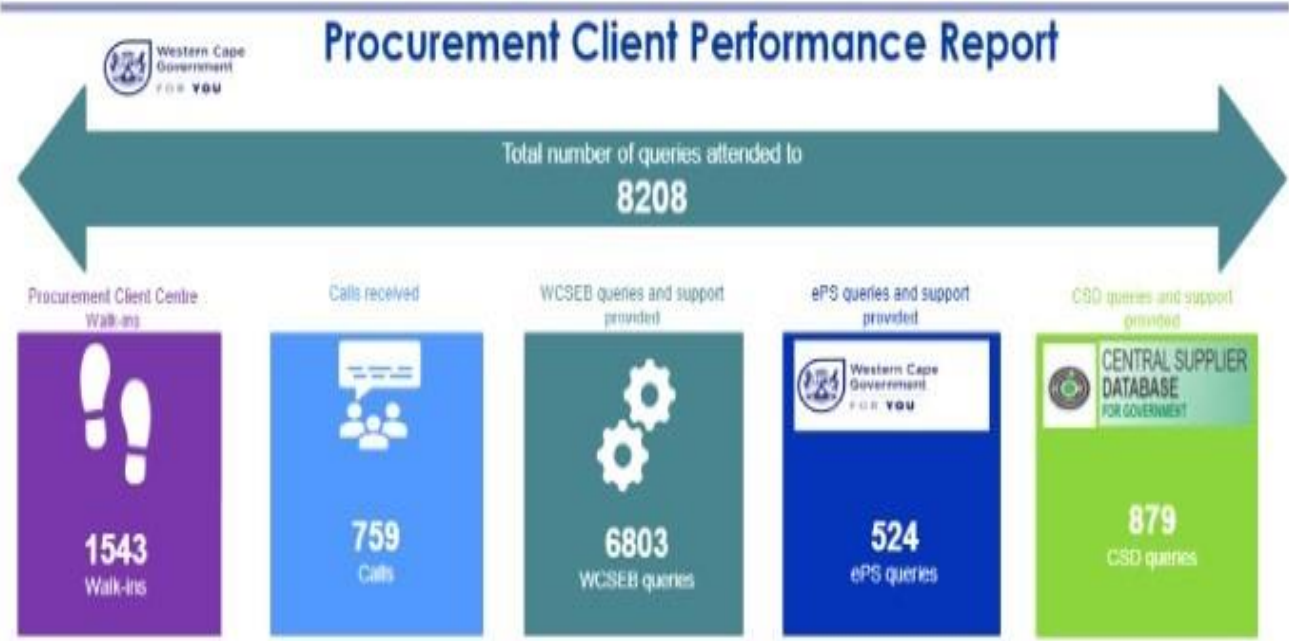 Procurement Client Performance Report
Western Cape
Government
FOR YOU
Total number of queries attended to
8208
Procurement Client Centre
Walk-ins
Calls received
WCSEB queries and support
provided
ePS queries and support
provided
CSD queries and support
provided
Western Cape
Government
FOR YOU
CENTRAL SUPPLIER
DATABASE
FOR GOVERNMENT
1543
Walk-ins
759
Calls
6803
WCSEB queries
524
ePS queries
879
CSD queries